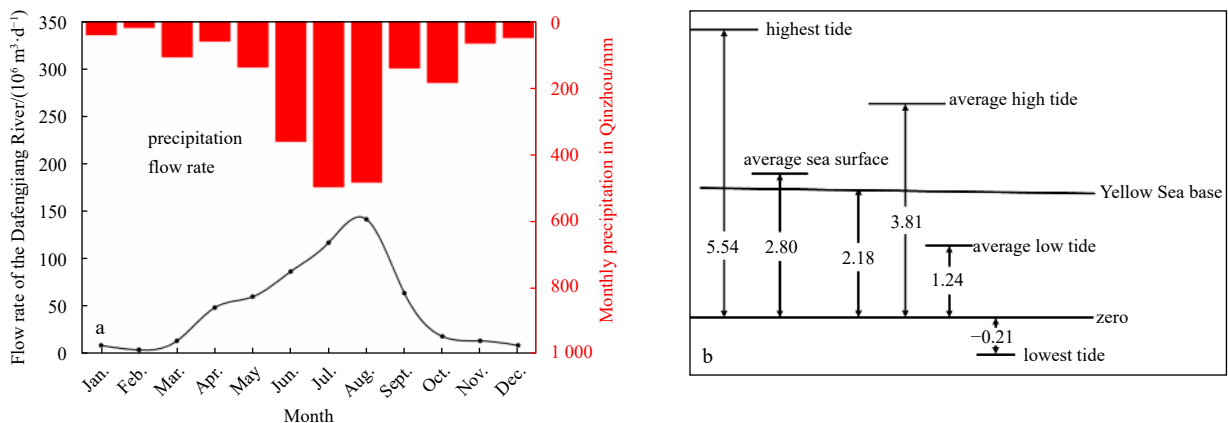 Flow rate of the Dafengjiang River/(10⁶ m³·d⁻¹)
350
300
250
200
150
100
50
0
precipitation
flow rate
a
0
200
400
600
800
1 000
Monthly precipitation in Qinzhou/mm
Jan. Feb. Mar. Apr. May Jun. Jul. Aug. Sept. Oct. Nov. Dec.
Month
highest tide
average high tide
average sea surface
Yellow Sea base
3.81
5.54 2.80 2.18 average low tide
1.24
zero
−0.21
b lowest tide